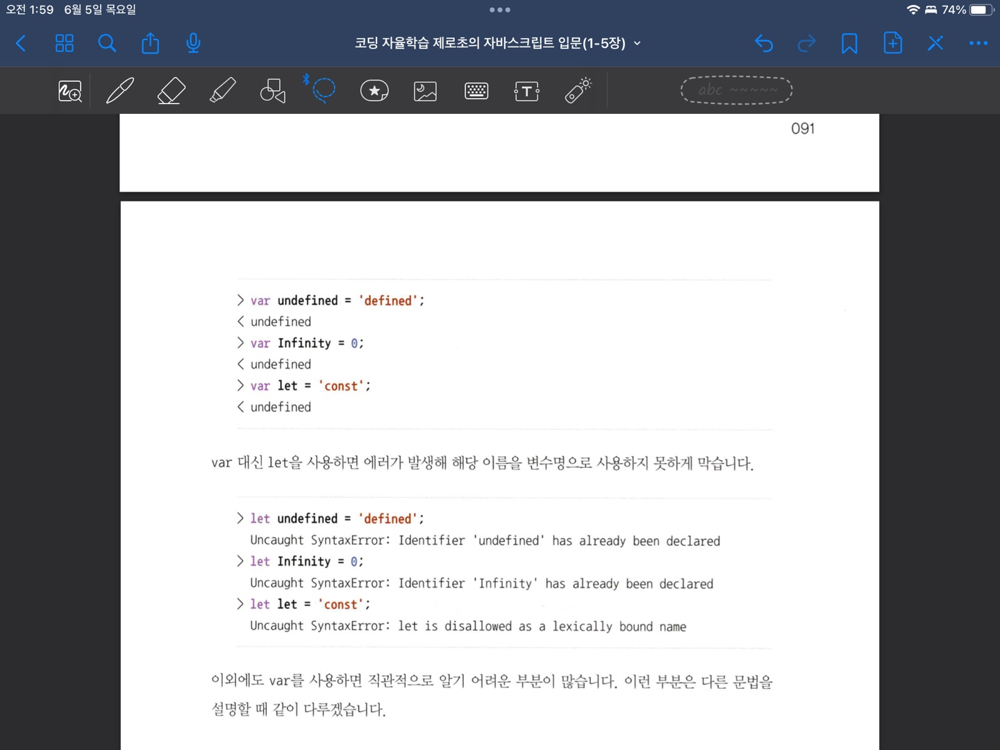 오전 1:59 6월 5일 목요일
74%
코딩 자율학습 제로초의 자바스크립트 입문(1-5장)
abc ~~~~~
091
> var undefined = 'defined';
< undefined
> var Infinity = 0;
< undefined
> var let = 'const';
< undefined
var 대신 let을 사용하면 에러가 발생해 해당 이름을 변수명으로 사용하지 못하게 막습니다.
> let undefined = 'defined';
Uncaught SyntaxError: Identifier 'undefined' has already been declared
> let Infinity = 0;
Uncaught SyntaxError: Identifier 'Infinity' has already been declared
> let let = 'const';
Uncaught SyntaxError: let is disallowed as a lexically bound name
이외에도 var를 사용하면 직관적으로 알기 어려운 부분이 많습니다. 이런 부분은 다른 문법을
설명할 때 같이 다루겠습니다.